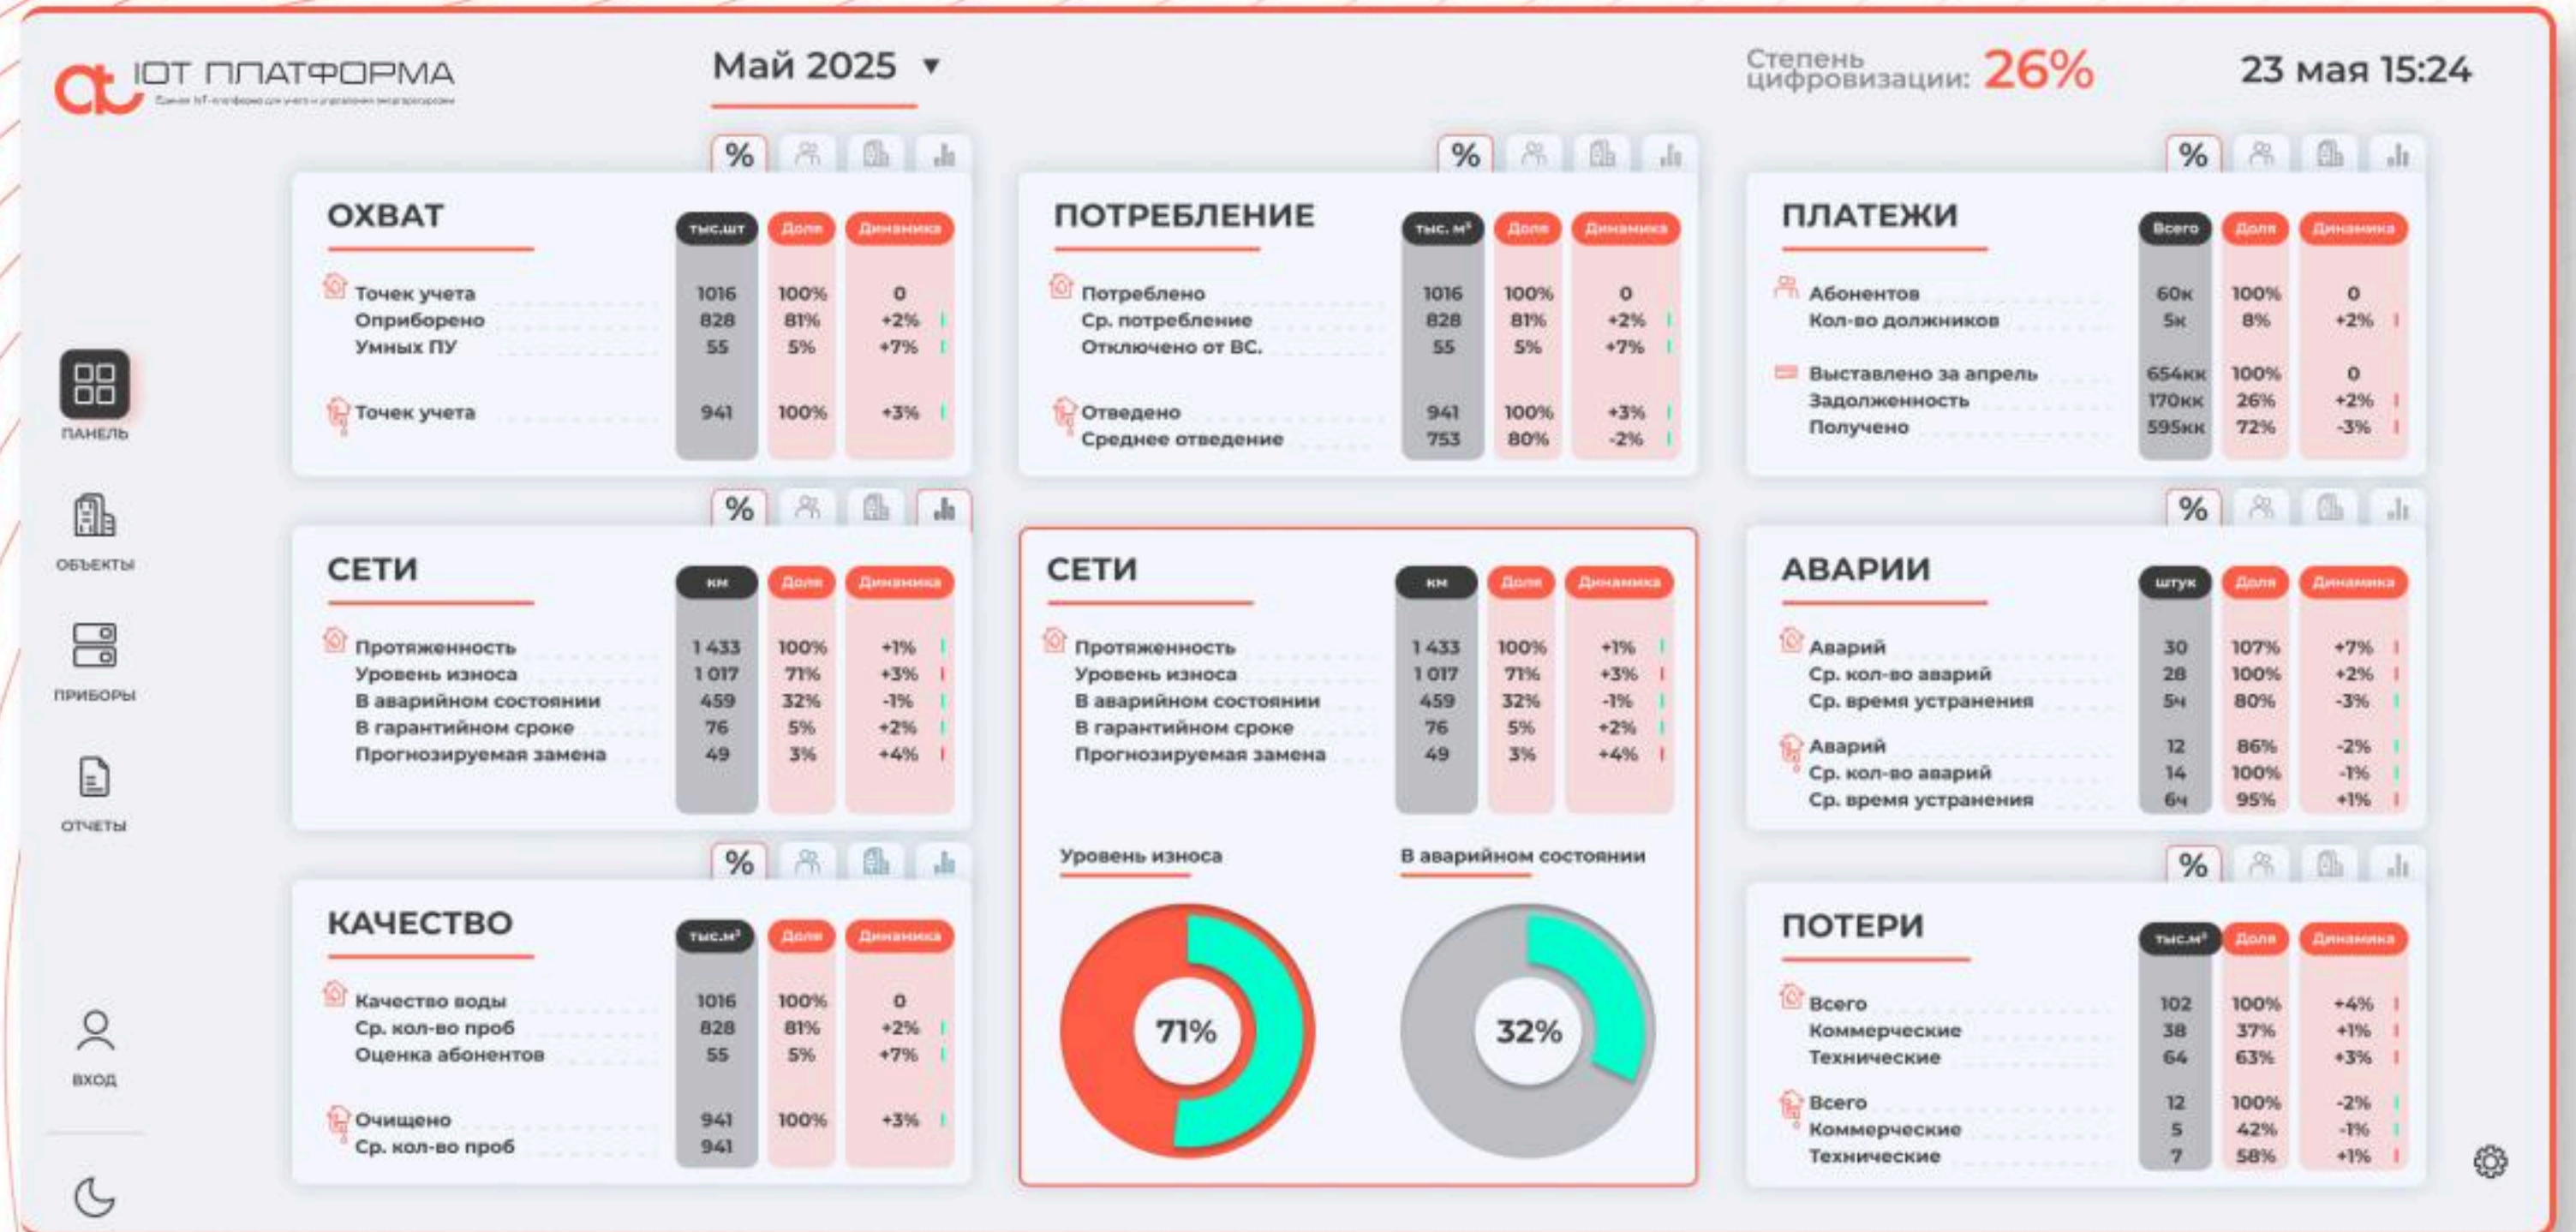 IOT ПЛАТФОРМА
Единая IoT-платформа для учета и управления энергоресурсами
Май 2025 ▼
Степень
цифровизации: 26%
23 мая 15:24
ПАНЕЛЬ
ОБЪЕКТЫ
ПРИБОРЫ
ОТЧЕТЫ
ВХОД
%
ОХВАТ
тыс.шт Доля Динамика
Точек учета 1016 100% 0
Оприборено 828 81% +2%
Умных ПУ 55 5% +7%
Точек учета 941 100% +3%
%
ПОТРЕБЛЕНИЕ
тыс. м³ Доля Динамика
Потреблено 1016 100% 0
Ср. потребление 828 81% +2%
Отключено от ВС. 55 5% +7%
Отведено 941 100% +3%
Среднее отведение 753 80% -2%
%
ПЛАТЕЖИ
Всего Доля Динамика
Абонентов 60к 100% 0
Кол-во должников 5к 8% +2%
Выставлено за апрель 654кк 100% 0
Задолженность 170кк 26% +2%
Получено 595кк 72% -3%
%
СЕТИ
км Доля Динамика
Протяженность 1 433 100% +1%
Уровень износа 1 017 71% +3%
В аварийном состоянии 459 32% -1%
В гарантийном сроке 76 5% +2%
Прогнозируемая замена 49 3% +4%
СЕТИ
км Доля Динамика
Протяженность 1 433 100% +1%
Уровень износа 1 017 71% +3%
В аварийном состоянии 459 32% -1%
В гарантийном сроке 76 5% +2%
Прогнозируемая замена 49 3% +4%
Уровень износа
71%
В аварийном состоянии
32%
%
АВАРИИ
штук Доля Динамика
Аварий 30 107% +7%
Ср. кол-во аварий 28 100% +2%
Ср. время устранения 5ч 80% -3%
Аварий 12 86% -2%
Ср. кол-во аварий 14 100% -1%
Ср. время устранения 6ч 95% +1%
%
КАЧЕСТВО
тыс.м³ Доля Динамика
Качество воды 1016 100% 0
Ср. кол-во проб 828 81% +2%
Оценка абонентов 55 5% +7%
Очищено 941 100% +3%
Ср. кол-во проб 941
%
ПОТЕРИ
тыс.м³ Доля Динамика
Всего 102 100% +4%
Коммерческие 38 37% +1%
Технические 64 63% +3%
Всего 12 100% -2%
Коммерческие 5 42% -1%
Технические 7 58% +1%